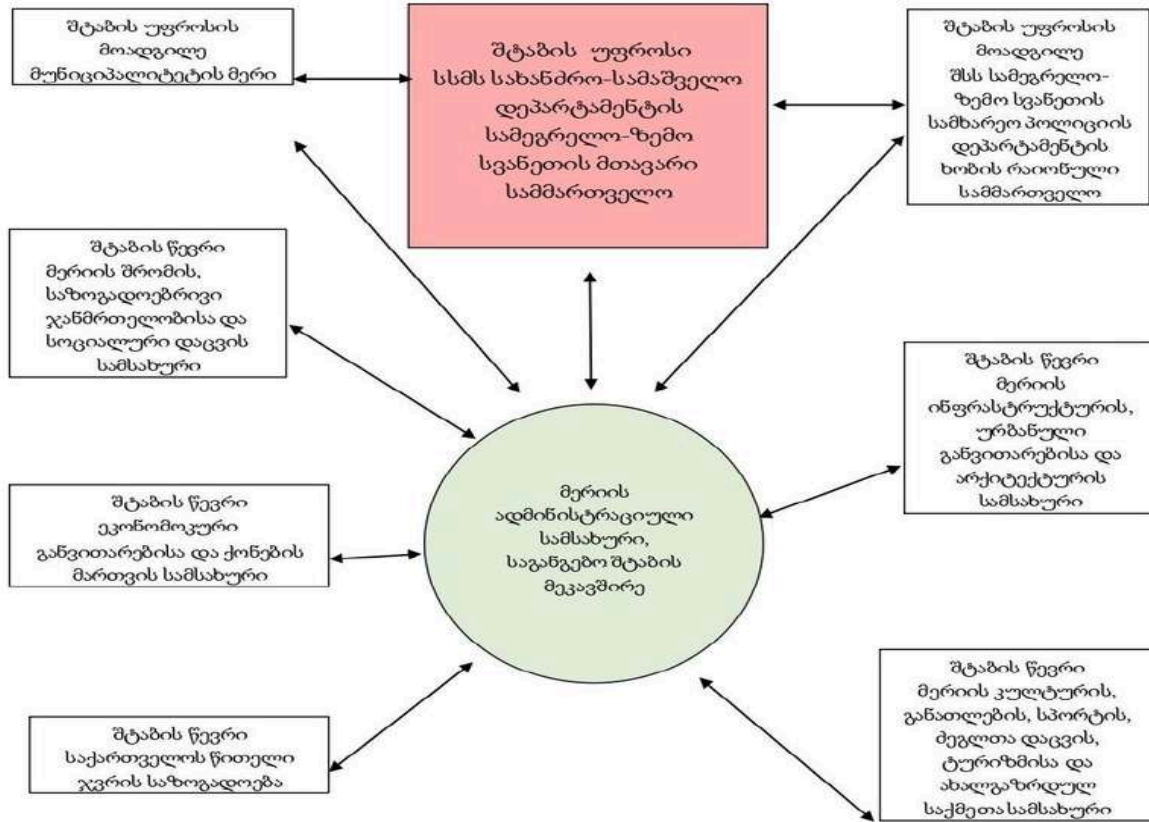 შტაბის უფროსის
მოადგილე
მუნიციპალიტეტის მერი
შტაბის უფროსი
სსმს სახანძრო-სამაშველო
დეპარტამენტის
სამეგრელო-ზემო
სვანეთის მთავარი
სამმართველო
შტაბის უფროსის
მოადგილე
შსს სამეგრელო-
ზემო სვანეთის
სამხარეო პოლიციის
დეპარტამენტის
ხობის რაიონული
სამმართველო
შტაბის წევრი
მერიის შრომის,
საზოგადოებრივი
ჯანმრთელობისა და
სოციალური დაცვის
სამსახური
შტაბის წევრი
მერიის
ინფრასტრუქტურის,
ურბანული
განვითარებისა და
არქიტექტურის
სამსახური
შტაბის წევრი
ეკონომოკური
განვითარებისა და ქონების
მართვის სამსახური
მერიის
ადმინისტრაციული
სამსახური,
საგანგებო შტაბის
მეკავშირე
შტაბის წევრი
საქართველოს წითელი
ჯვრის საზოგადოება
შტაბის წევრი
მერიის კულტურის,
განათლების, სპორტის,
ძეგლთა დაცვის,
ტურიზმისა და
ახალგაზრდულ
საქმეთა სამსახური